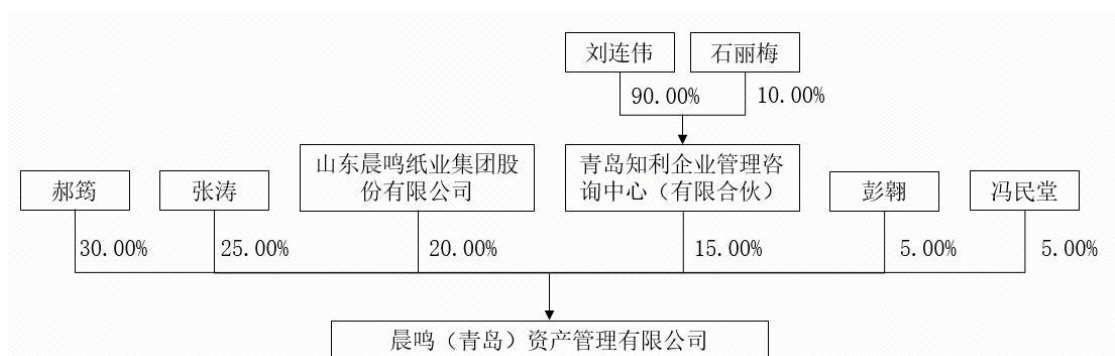 刘连伟
石丽梅
90.00%
10.00%
郝筠
张涛
山东晨鸣纸业集团股
份有限公司
青岛知利企业管理咨
询中心（有限合伙）
彭翱
冯民堂
30.00%
25.00%
20.00%
15.00%
5.00%
5.00%
晨鸣（青岛）资产管理有限公司